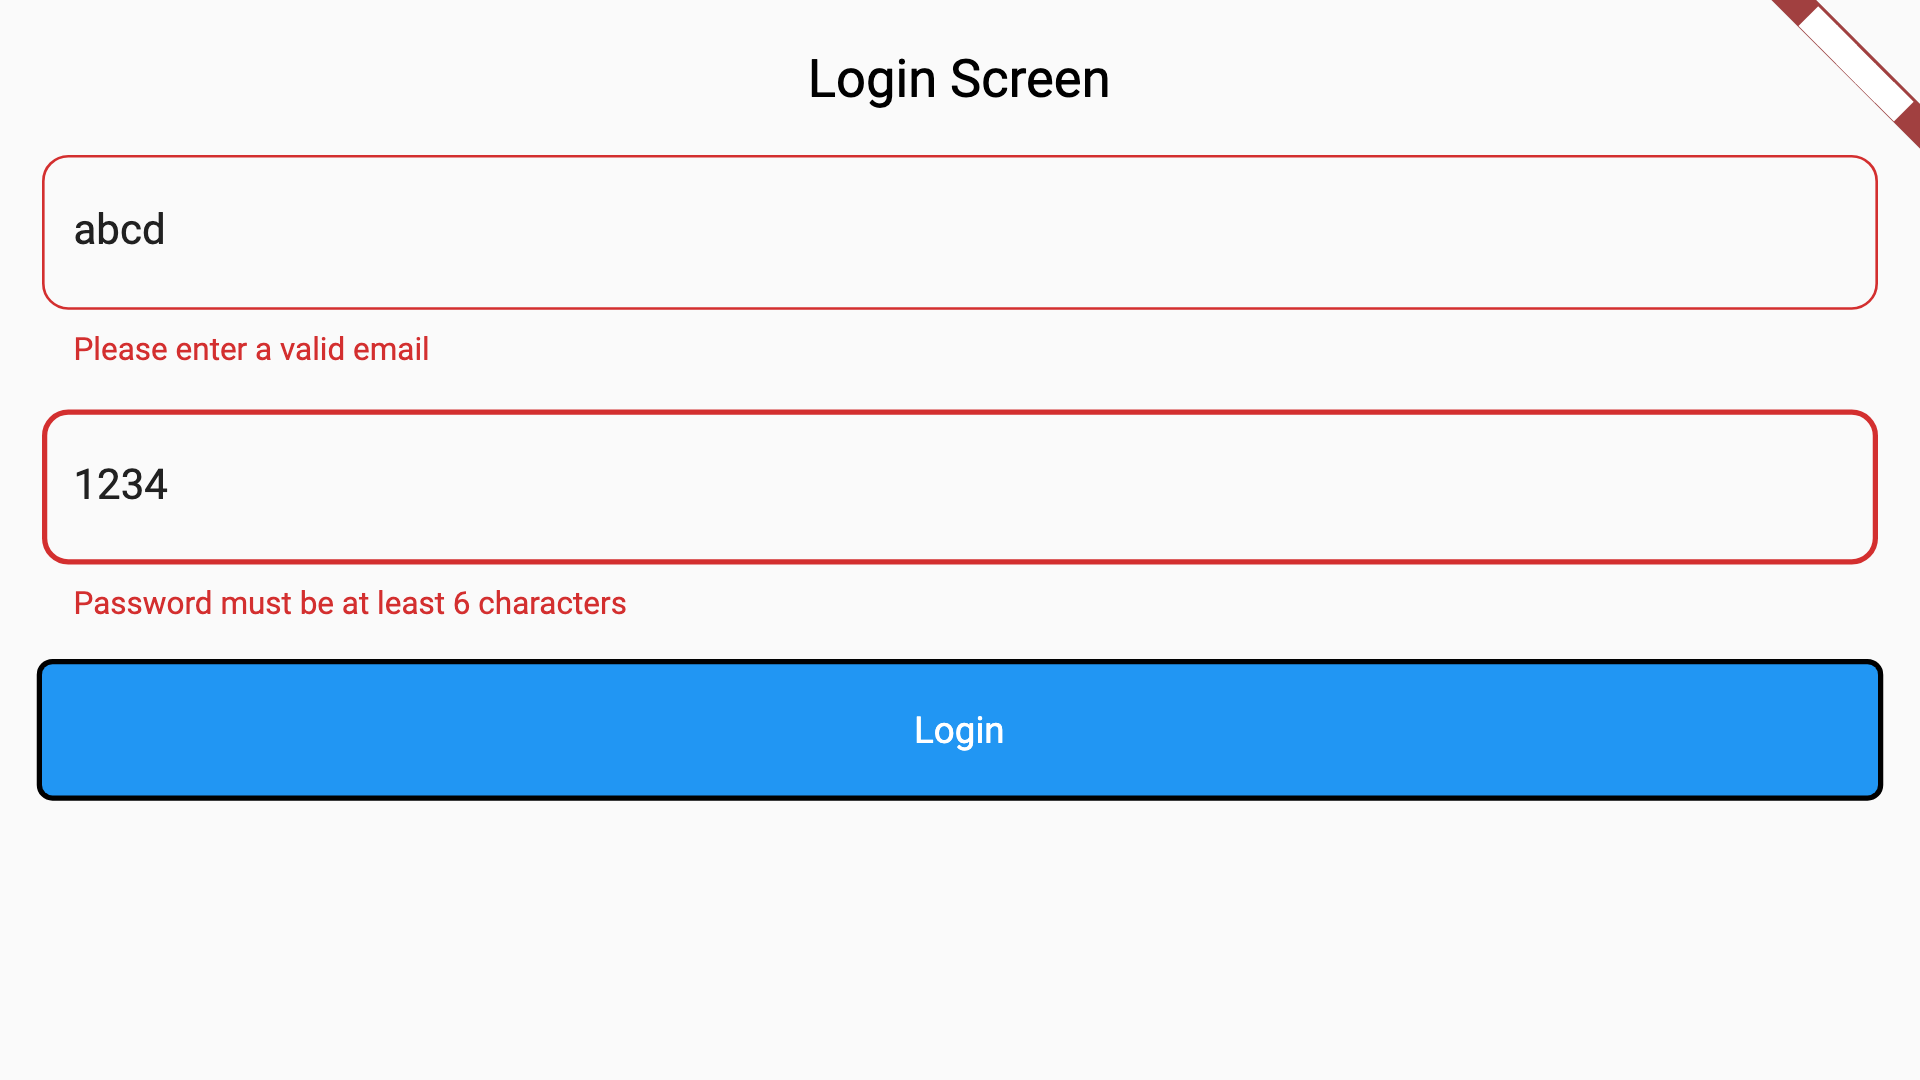 Login Screen
abcd
Please enter a valid email
1234
Password must be at least 6 characters
Login